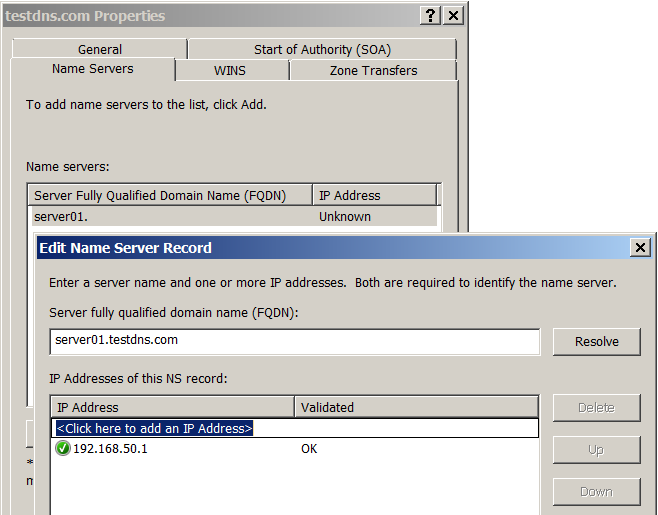 testdns.com Properties
General
Start of Authority (SOA)
Name Servers
WINS
Zone Transfers
To add name servers to the list, click Add.
Name servers:
Server Fully Qualified Domain Name (FQDN)
IP Address
server01.
Unknown
Edit Name Server Record
Enter a server name and one or more IP addresses.  Both are required to identify the name server.
Server fully qualified domain name (FQDN):
server01.testdns.com
Resolve
IP Addresses of this NS record:
IP Address
Validated
Delete
<Click here to add an IP Address>
192.168.50.1
OK
Up
Down